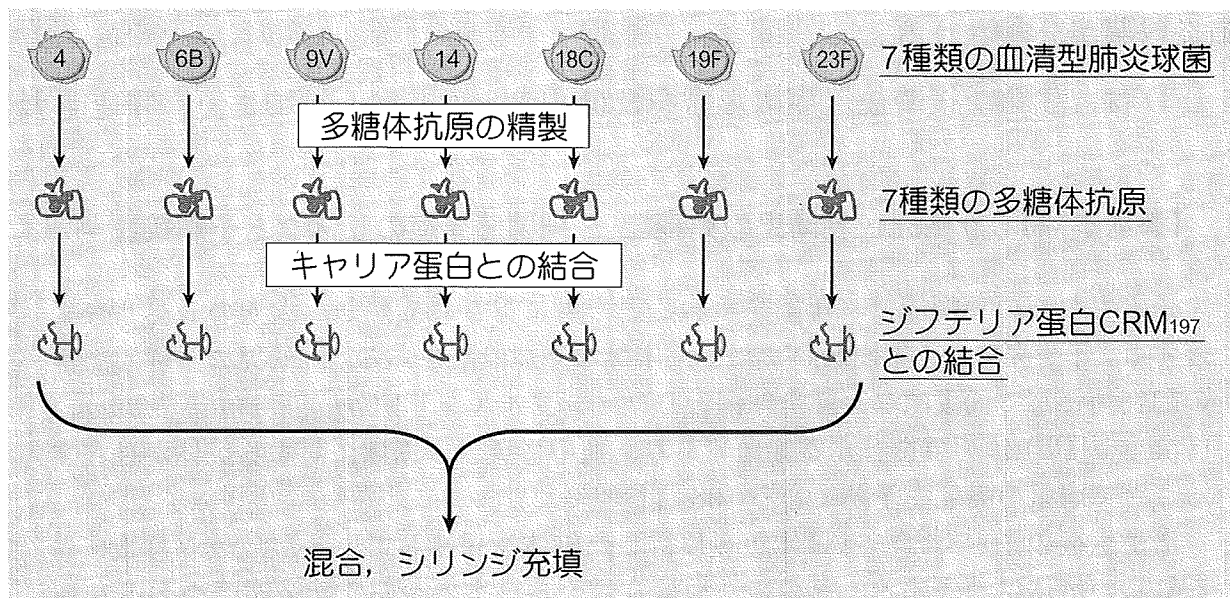 4 6B 9V 14 18C 19F 23F 7種類の血清型肺炎球菌
多糖体抗原の精製
7種類の多糖体抗原
キャリア蛋白との結合
ジフテリア蛋白CRM197
との結合
混合，シリンジ充填